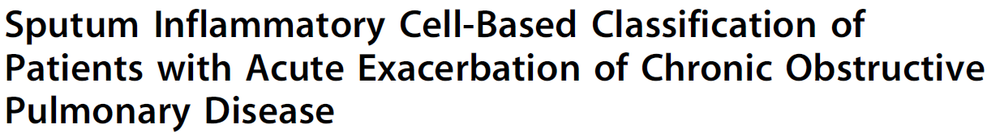 Sputum Inflammatory Cell-Based Classification of
Patients with Acute Exacerbation of Chronic Obstructive
Pulmonary Disease